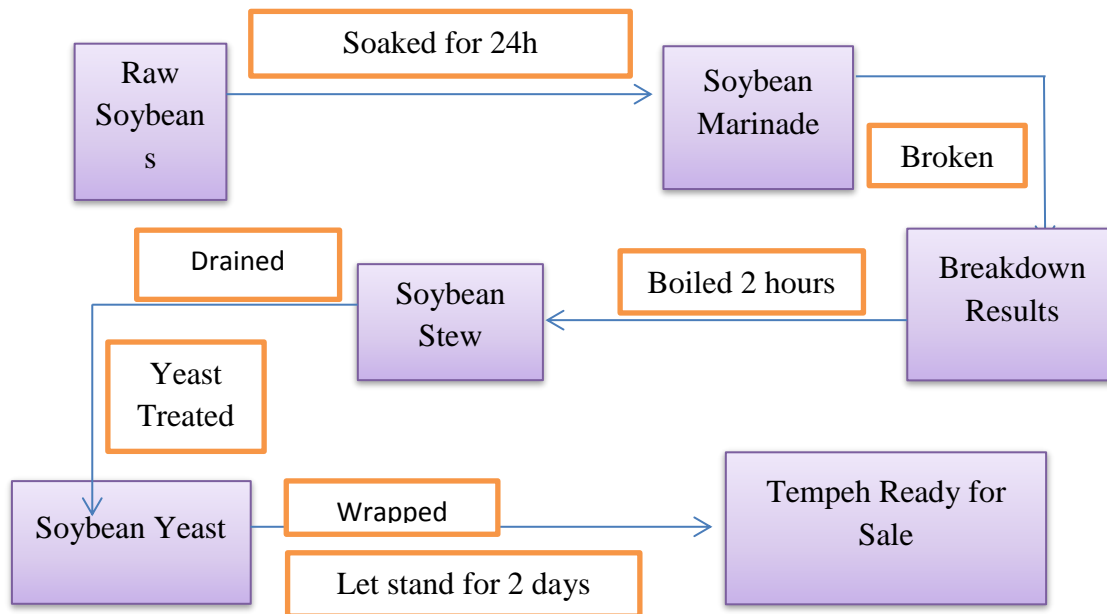 Soaked for 24h
Raw
Soybean
s
Soybean
Marinade
Broken
Drained
Soybean
Stew
Boiled 2 hours
Breakdown
Results
Yeast
Treated
Soybean Yeast
Wrapped
Let stand for 2 days
Tempeh Ready for
Sale